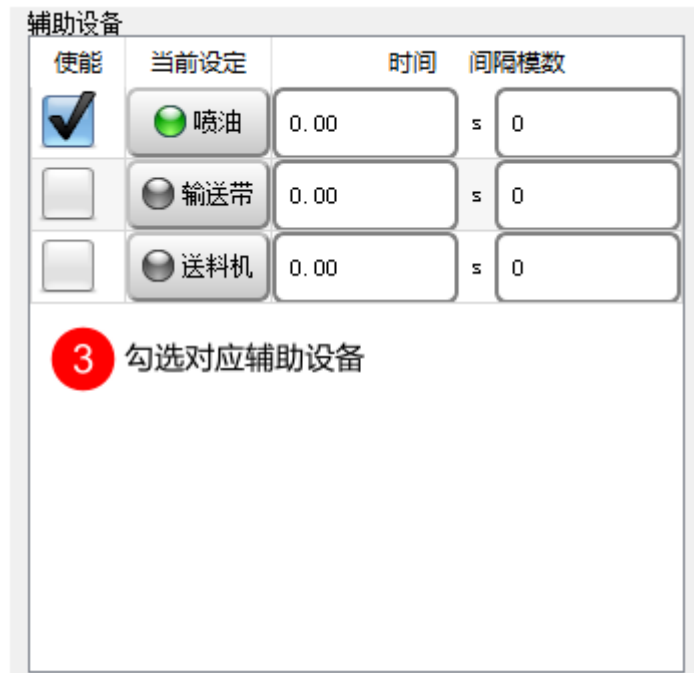 辅助设备
使能 当前设定 时间 间隔模数
喷油 0.00 s 0
输送带 0.00 s 0
送料机 0.00 s 0
3 勾选对应辅助设备